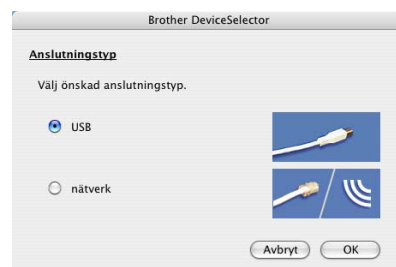 Brother DeviceSelector
Anslutningstyp
Välj önskad anslutningstyp.
USB
nätverk
Avbryt OK